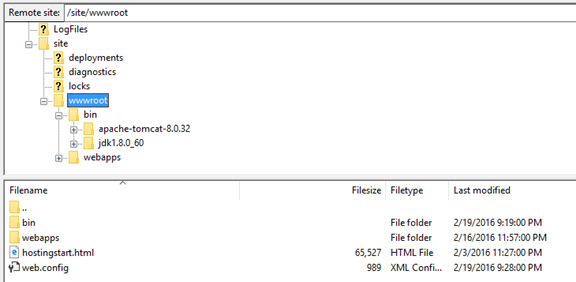 Remote site: /site/wwwroot
LogFiles
site
deployments
diagnostics
locks
wwwroot
bin
apache-tomcat-8.0.32
jdk1.8.0_60
webapps
Filename Filesize Filetype Last modified
..
bin File folder 2/19/2016 9:19:00 PM
webapps File folder 2/16/2016 11:57:00 PM
hostingstart.html 65,527 HTML File 2/3/2016 11:27:00 PM
web.config 989 XML Confi... 2/19/2016 9:28:00 PM